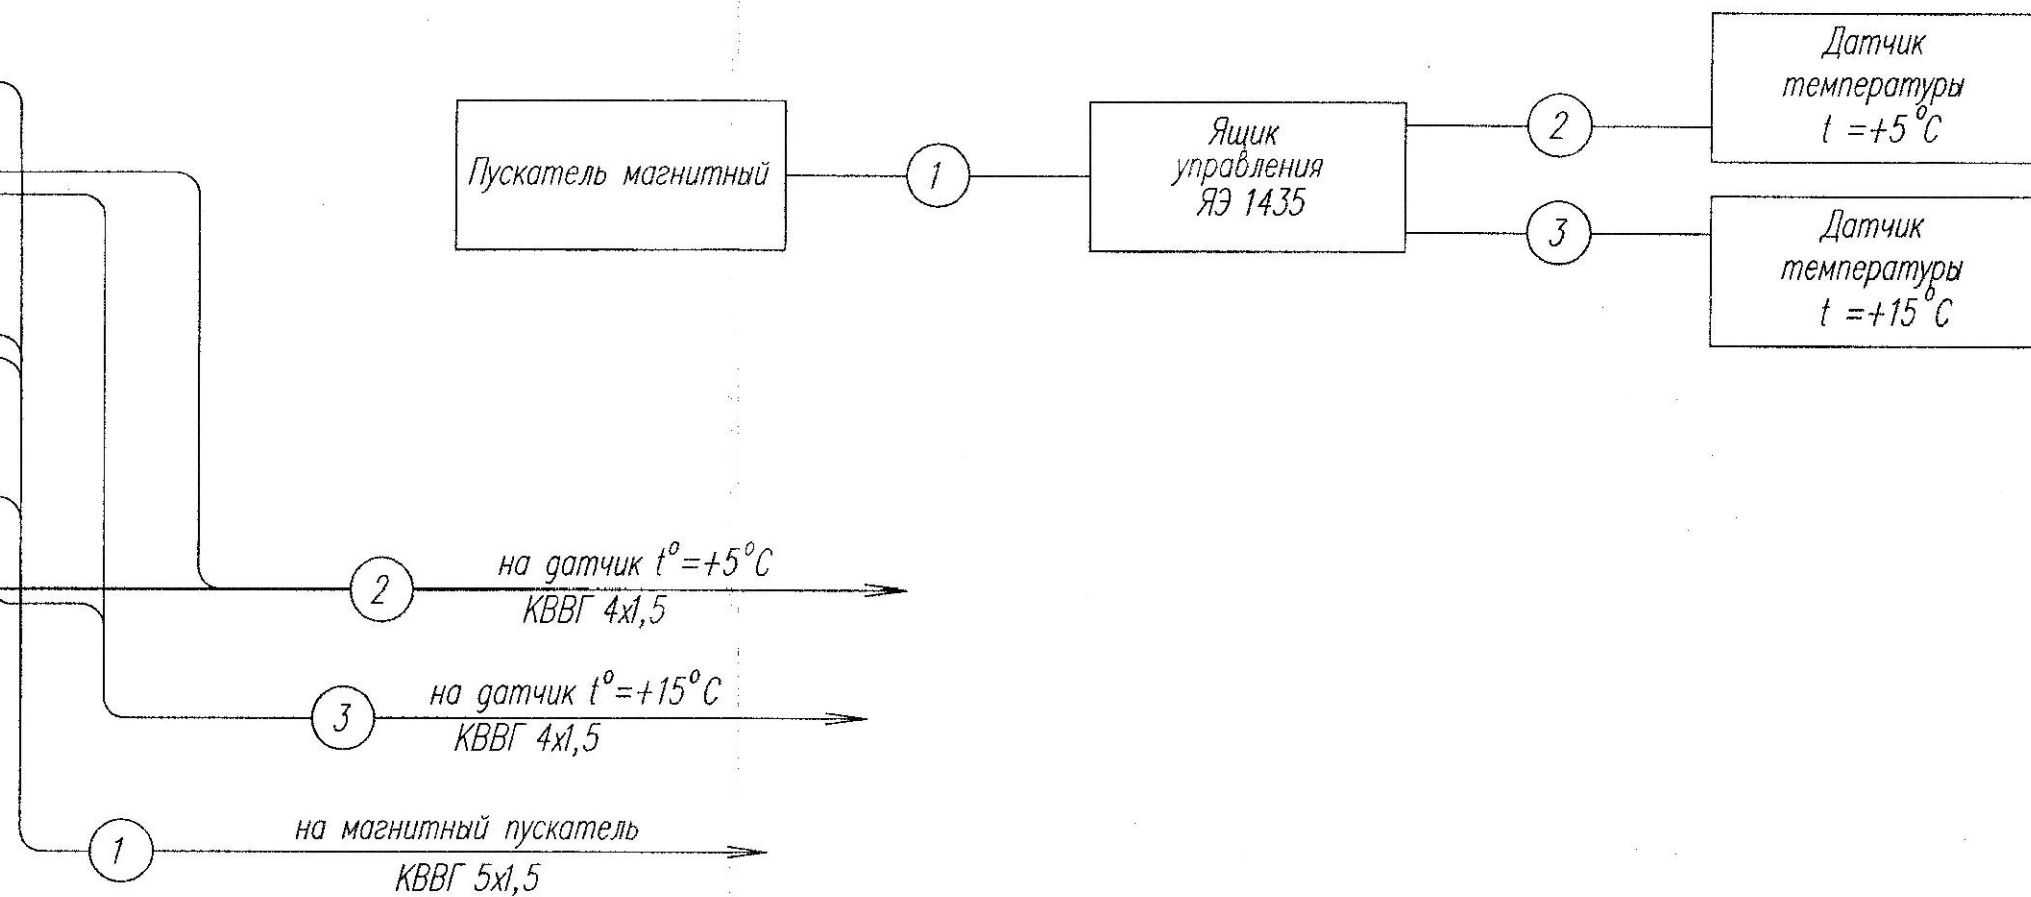 Пускатель магнитный
1
Ящик
управления
ЯЭ 1435
2
Датчик
температуры
t =+5°C
3
Датчик
температуры
t =+15°C
2
на датчик t°=+5°C
КВВГ 4х1,5
3
на датчик t°=+15°C
КВВГ 4х1,5
1
на магнитный пускатель
КВВГ 5х1,5